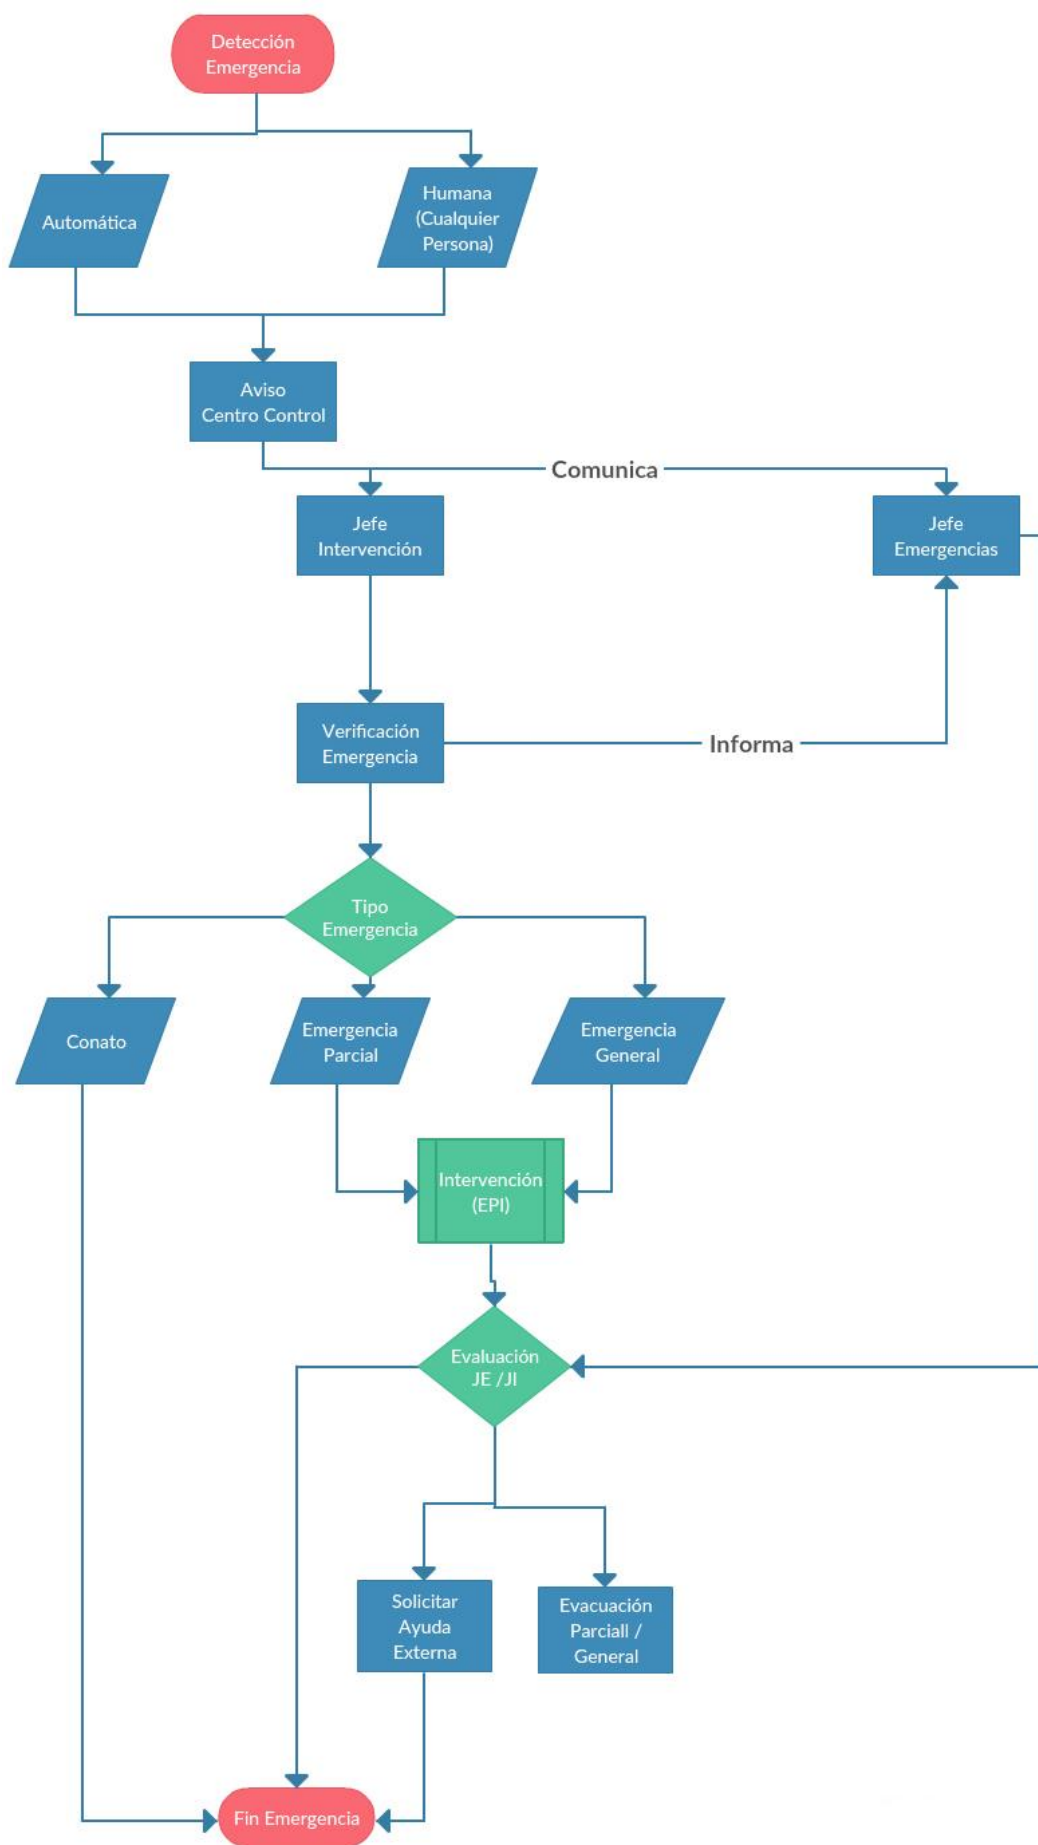 Detección
Emergencia
Automática
Humana
(Cualquier
Persona)
Aviso
Centro Control
Comunica
Jefe
Intervención
Jefe
Emergencias
Verificación
Emergencia
Informa
Tipo
Emergencia
Conato
Emergencia
Parcial
Emergencia
General
Intervención
(EPI)
Evaluación
JE /JI
Solicitar
Ayuda
Externa
Evacuación
Parciall /
General
Fin Emergencia